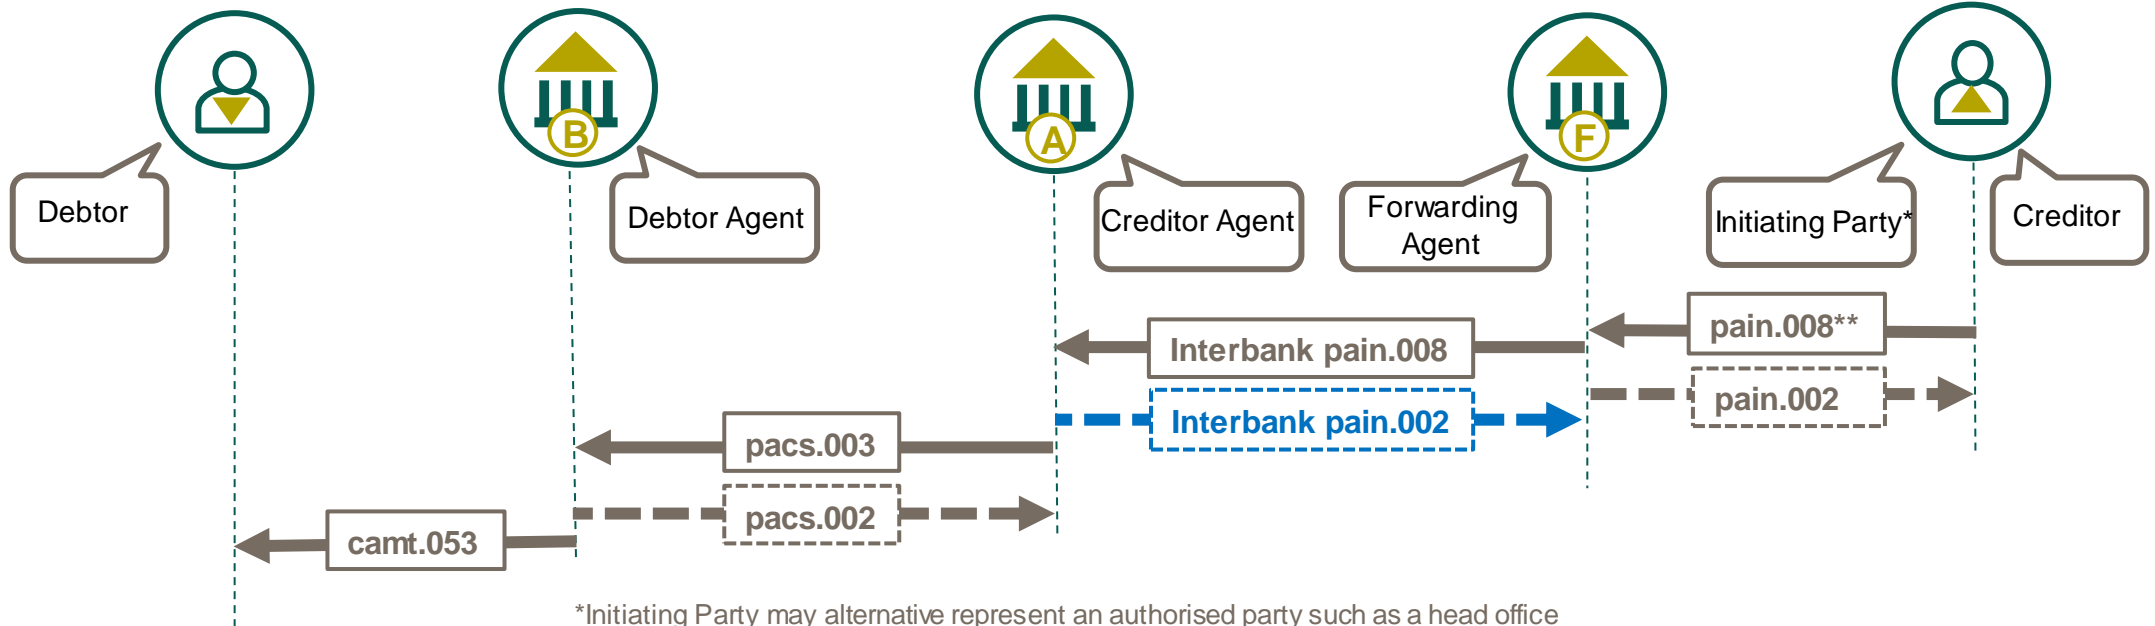 B
A
F
Debtor
Debtor Agent
Creditor Agent
Forwarding
Agent
Initiating Party*
Creditor
pain.008**
Interbank pain.008
pain.002
Interbank pain.002
pacs.003
pacs.002
camt.053
*Initiating Party may alternative represent an authorised party such as a head office